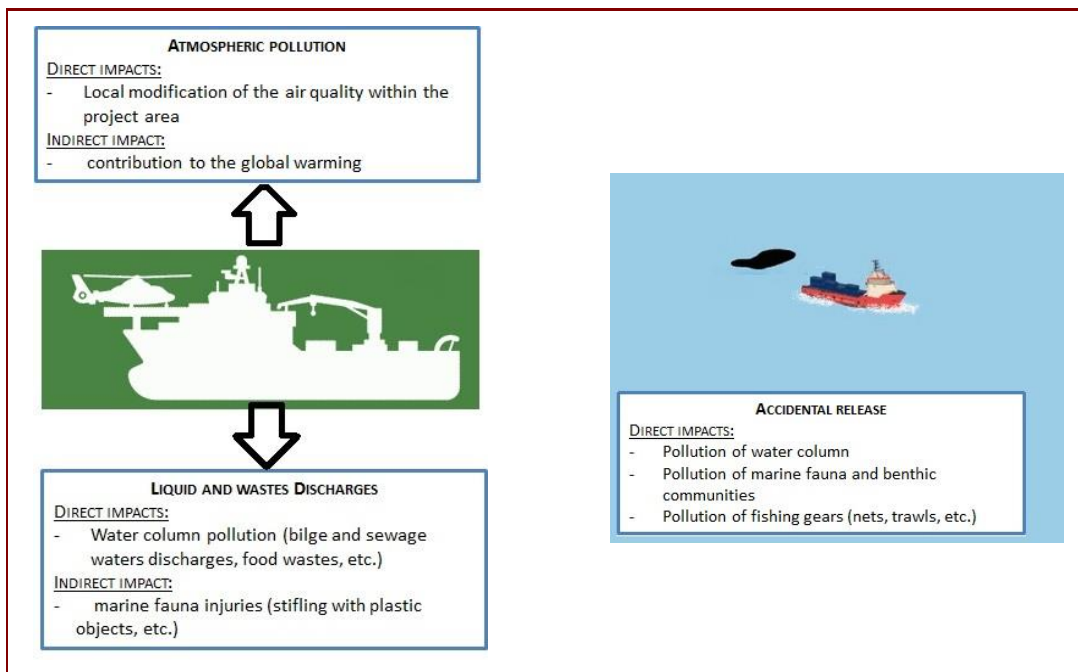 ATMOSPHERIC POLLUTION
DIRECT IMPACTS:
- Local modification of the air quality within the
project area
INDIRECT IMPACT:
- contribution to the global warming
LIQUID AND WASTES DISCHARGES
DIRECT IMPACTS:
- Water column pollution (bilge and sewage
waters discharges, food wastes, etc.)
INDIRECT IMPACT:
- marine fauna injuries (stifling with plastic
objects, etc.)
ACCIDENTAL RELEASE
DIRECT IMPACTS:
- Pollution of water column
- Pollution of marine fauna and benthic
communities
- Pollution of fishing gears (nets, trawls, etc.)